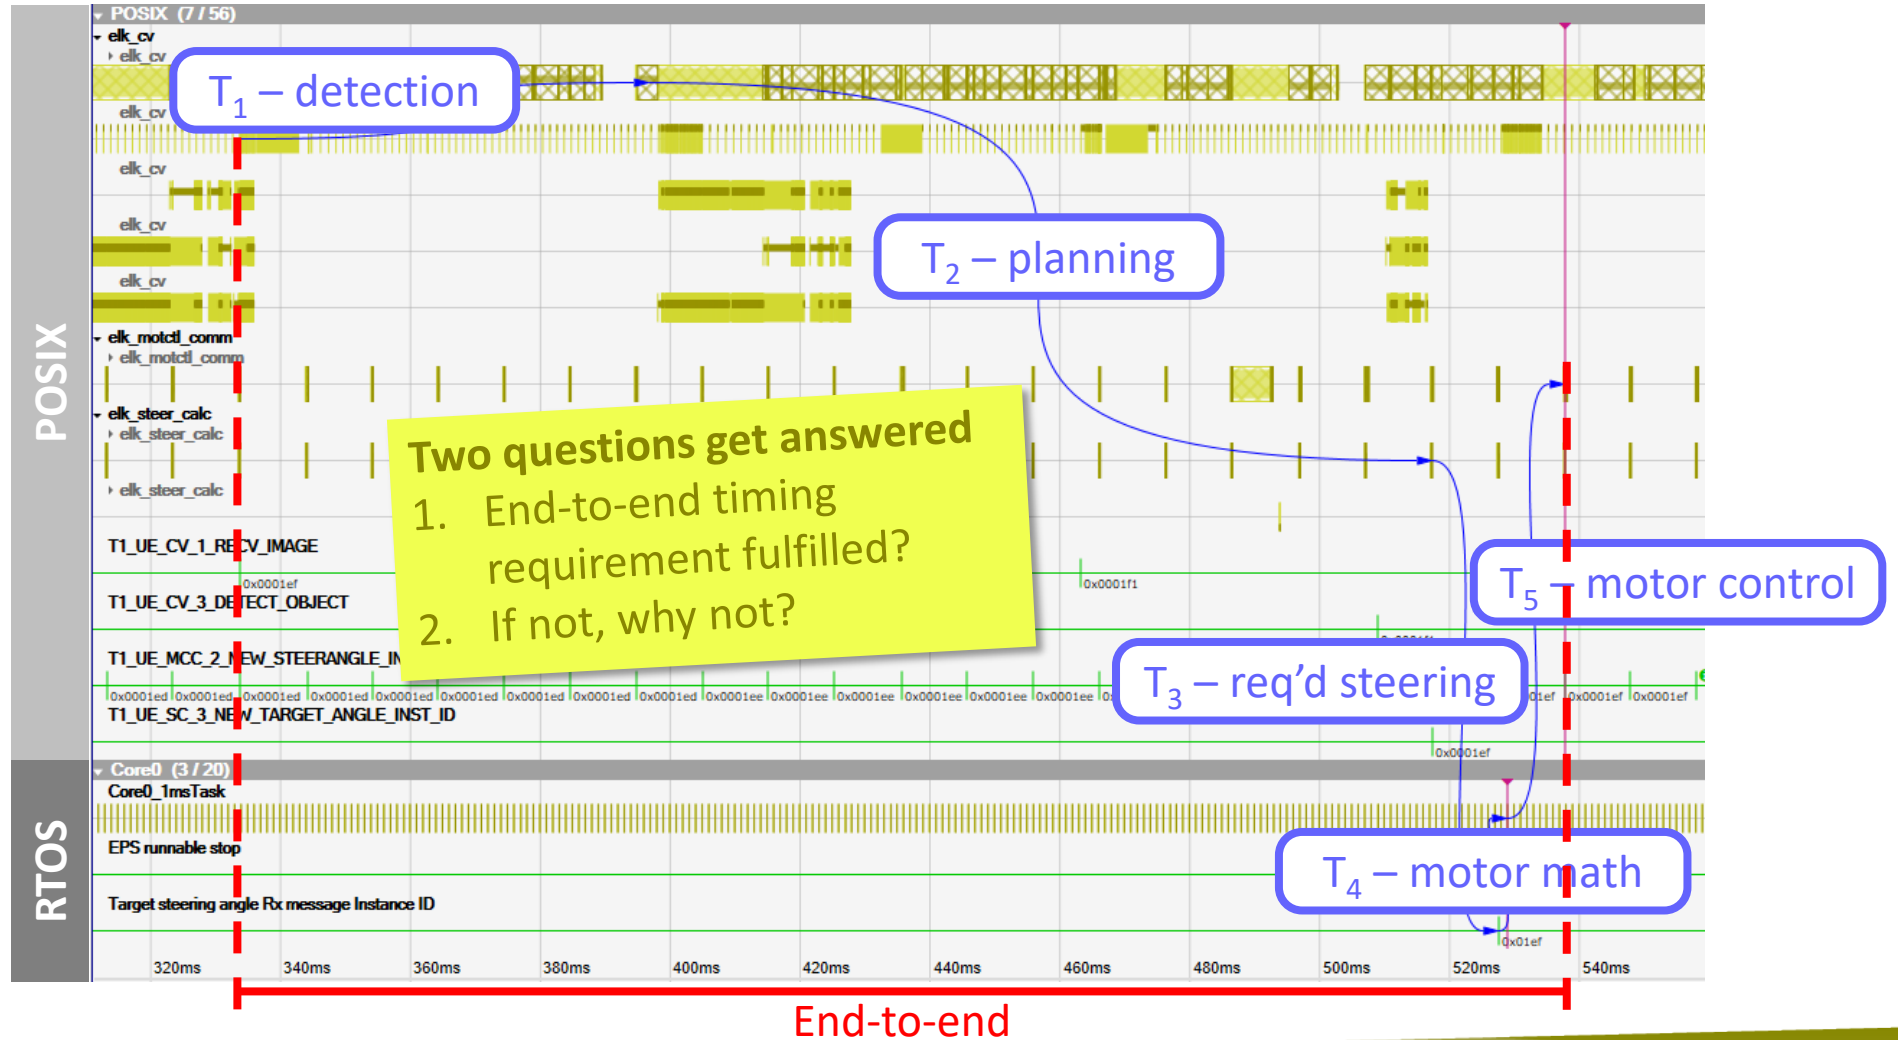 POSIX (7 / 56)
elk_cv
elk_cv
T1 – detection
elk_cv
elk_cv
elk_cv
T2 – planning
elk_cv
POSIX
elk_motctl_comm
elk_motctl_comm
elk_steer_calc
elk_steer_calc
elk_steer_calc
Two questions get answered
1. End-to-end timing
requirement fulfilled?
2. If not, why not?
T1_UE_CV_1_RECV_IMAGE
0x0001ef
0x0001f1
T5 – motor control
T1_UE_CV_3_DETECT_OBJECT
T1_UE_MCC_2_NEW_STEERANGLE_IN
T3 – req’d steering
0x0001ed 0x0001ed 0x0001ed 0x0001ed 0x0001ed 0x0001ed 0x0001ed 0x0001ed 0x0001ed 0x0001ee 0x0001ee 0x0001ee 0x0001ee 0x0001ee 0x0001ee 0x0001ef 0x0001ef
T1_UE_SC_3_NEW_TARGET_ANGLE_INST_ID
0x0001ef
RTOS
Core0 (3 / 20)
Core0_1msTask
EPS runnable stop
T4 – motor math
Target steering angle Rx message Instance ID
0x01ef
320ms 340ms 360ms 380ms 400ms 420ms 440ms 460ms 480ms 500ms 520ms 540ms
End-to-end